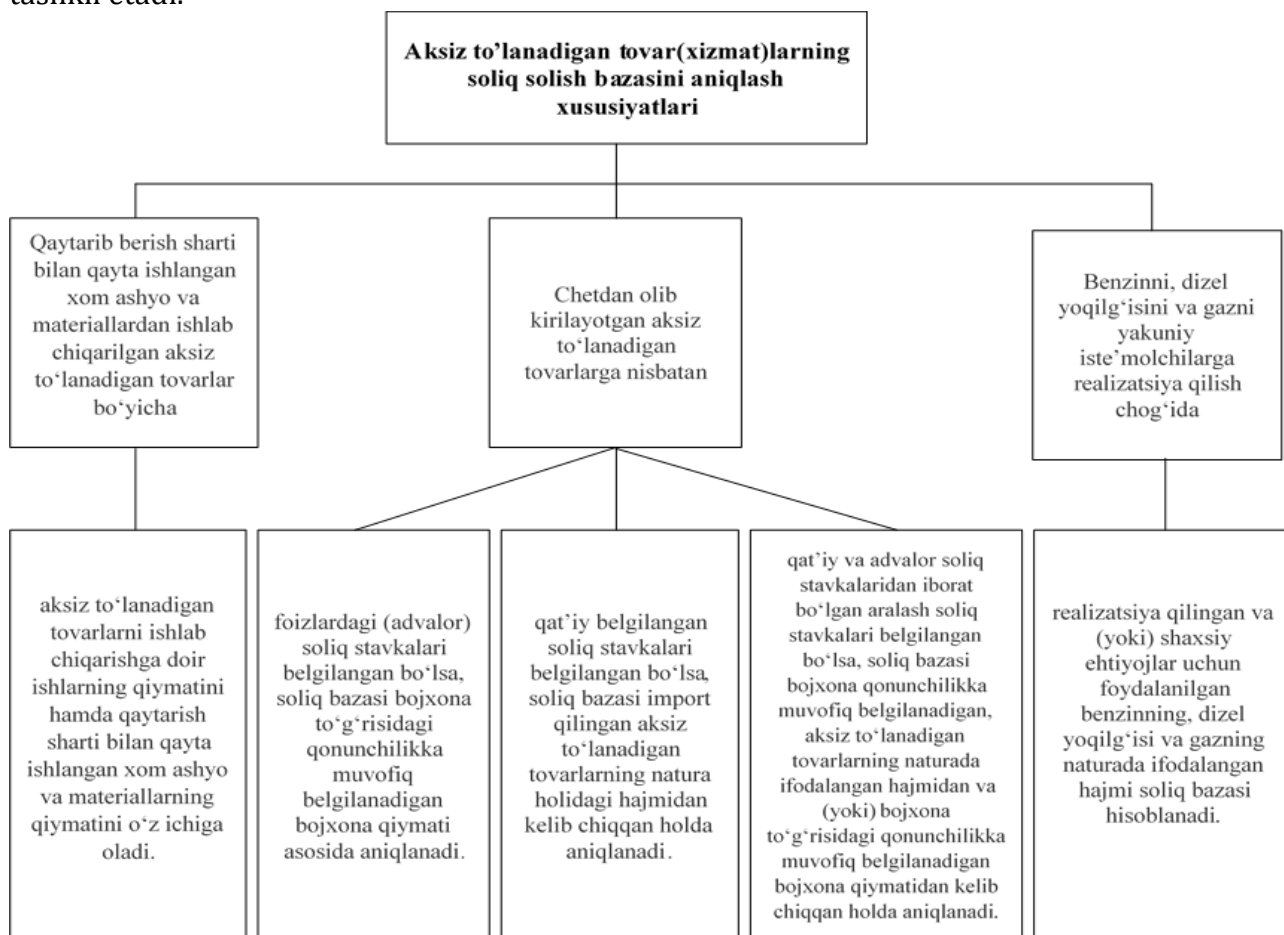 tashkil etadi.
Aksiz to’lanadigan tovar(xizmat)larning
soliq solish bazasini aniqlash
xususiyatlari
Qaytarib berish sharti
bilan qayta ishlangan
xom ashyo va
materiallardan ishlab
chiqarilgan aksiz
to‘lanadigan tovarlar
bo‘yicha
Chetdan olib
kirilayotgan aksiz
to‘lanadigan
tovarlarga nisbatan
Benzinni, dizel
yoqilg‘isini va gazni
yakuniy
iste’molchilarga
realizatsiya qilish
chog‘ida
aksiz to‘lanadigan
tovarlarni ishlab
chiqarishga doir
ishlarning qiymatini
hamda qaytarish
sharti bilan qayta
ishlangan xom ashyo
va materiallarning
qiymatini o‘z ichiga
oladi.
foizlardagi (advalor)
soliq stavkalari
belgilangan bo‘lsa,
soliq bazasi bojxona
to‘g‘risidagi
qonunchilikka
muvofiq
belgilanadigan
bojxona qiymati
asosida aniqlanadi.
qat’iy belgilangan
soliq stavkalari
belgilangan bo‘lsa,
soliq bazasi import
qilingan aksiz
to‘lanadigan
tovarlarning natura
holidagi hajmidan
kelib chiqqan holda
aniqlanadi.
qat’iy va advalor soliq
stavkalaridan iborat
bo‘lgan aralash soliq
stavkalari belgilangan
bo‘lsa, soliq bazasi
bojxona qonunchilikka
muvofiq belgilanadigan,
aksiz to‘lanadigan
tovarlarning naturada
ifodalangan hajmidan va
(yoki) bojxona
to‘g‘risidagi qonunchilikka
muvofiq belgilanadigan
bojxona qiymatidan kelib
chiqqan holda aniqlanadi.
realizatsiya qilingan va
(yoki) shaxsiy
ehtiyojlar uchun
foydalanilgan
benzinning, dizel
yoqilg‘isi va gazning
naturada ifodalangan
hajmi soliq bazasi
hisoblanadi.